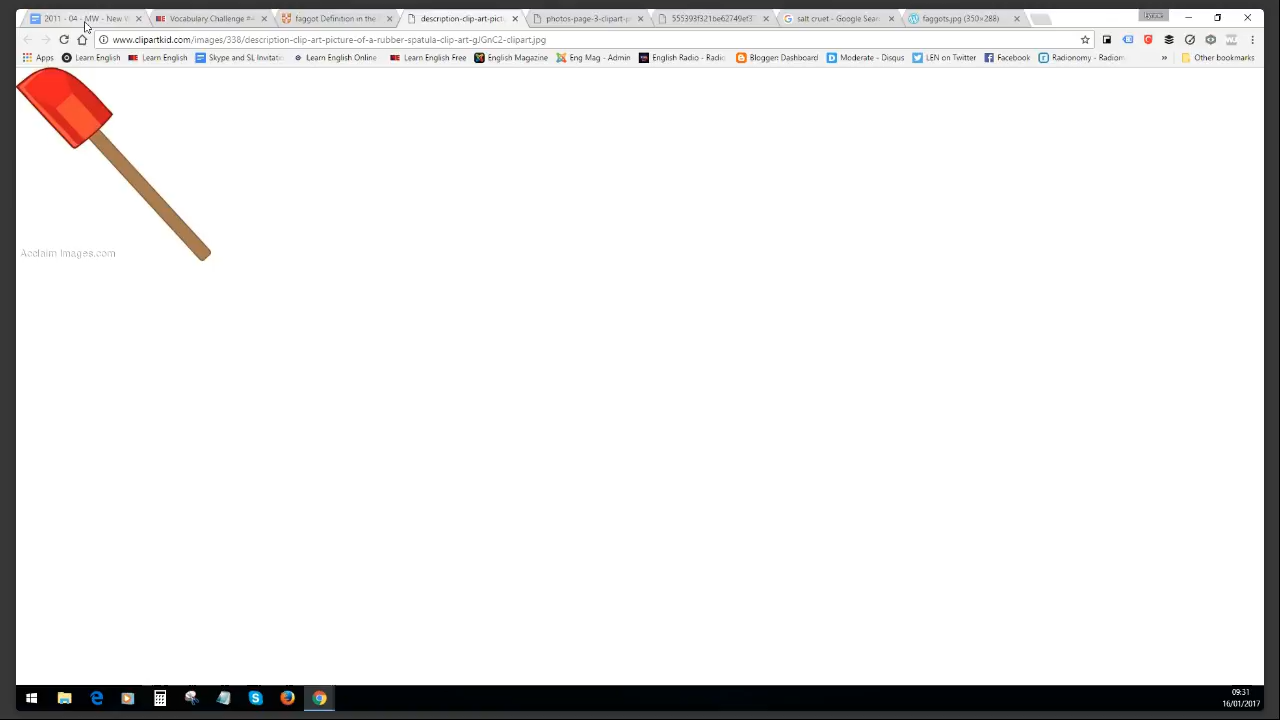 2011 - 04 - MW - New V
Vocabulary Challenge #
faggot Definition in the
description-clip-art-pict
photos-page-3-clipart-p
555393f321be62749ef3
salt cruet - Google Sear
faggots.jpg (350×288)
www.clipartkid.com/images/338/description-clip-art-picture-of-a-rubber-spatula-clip-art-gJGnC2-clipart.jpg
Apps Learn English Learn English Skype and SL Invitate Learn English Online Learn English Free English Magazine Eng Mag - Admin English Radio - Radio Blogger: Dashboard Moderate - Disqus LEN on Twitter Facebook Radionomy - Radiom » Other bookmarks
Acclaim Images.com
09:31
16/01/2017